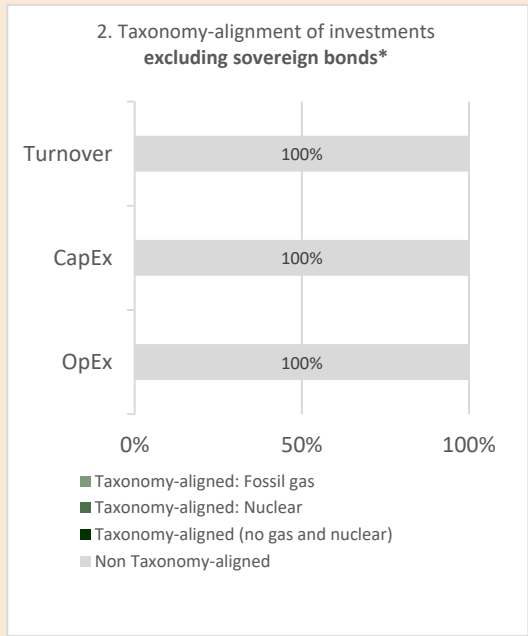 2. Taxonomy-alignment of investments
excluding sovereign bonds*
Turnover
100%
CapEx
100%
OpEx
100%
0%
50%
100%
Taxonomy-aligned: Fossil gas
Taxonomy-aligned: Nuclear
Taxonomy-aligned (no gas and nuclear)
Non Taxonomy-aligned